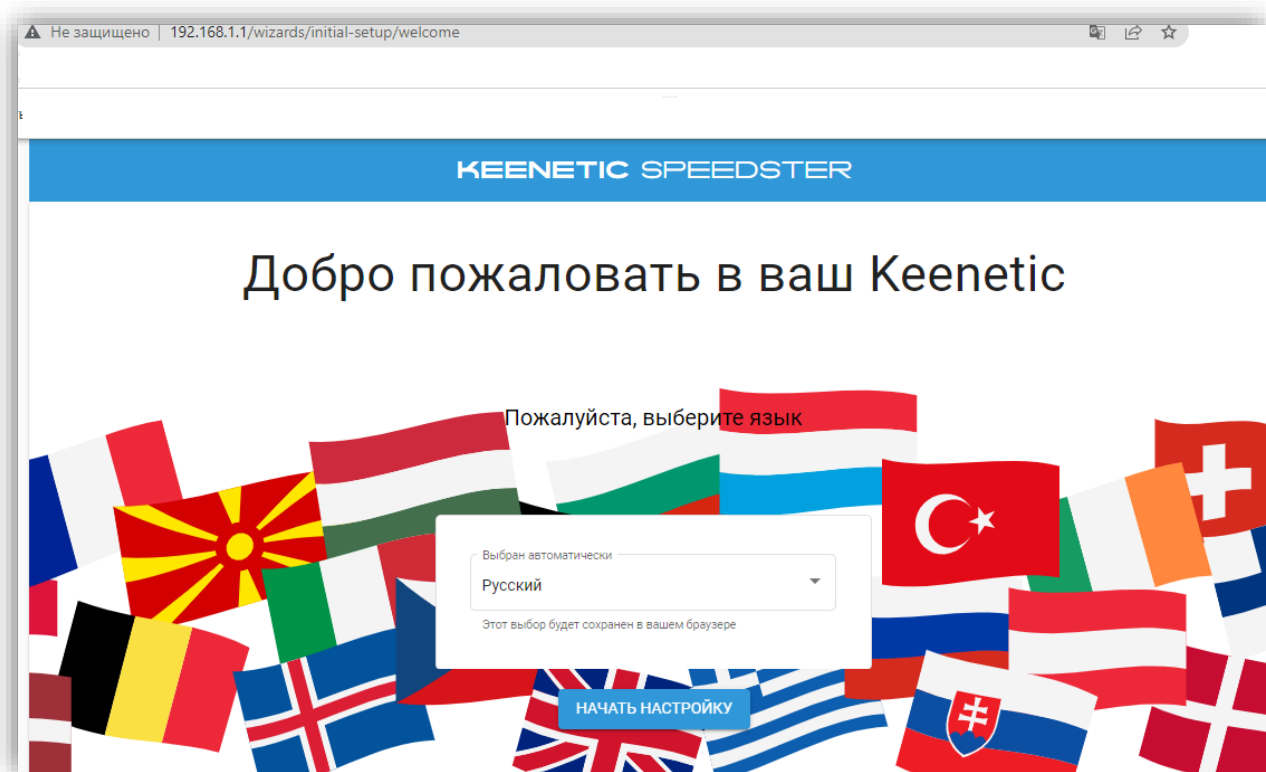 Не защищено | 192.168.1.1/wizards/initial-setup/welcome
KEENETIC SPEEDSTER
Добро пожаловать в ваш Keenetic
Пожалуйста, выберите язык
Выбран автоматически
Русский
Этот выбор будет сохранен в вашем браузере
НАЧАТЬ НАСТРОЙКУ